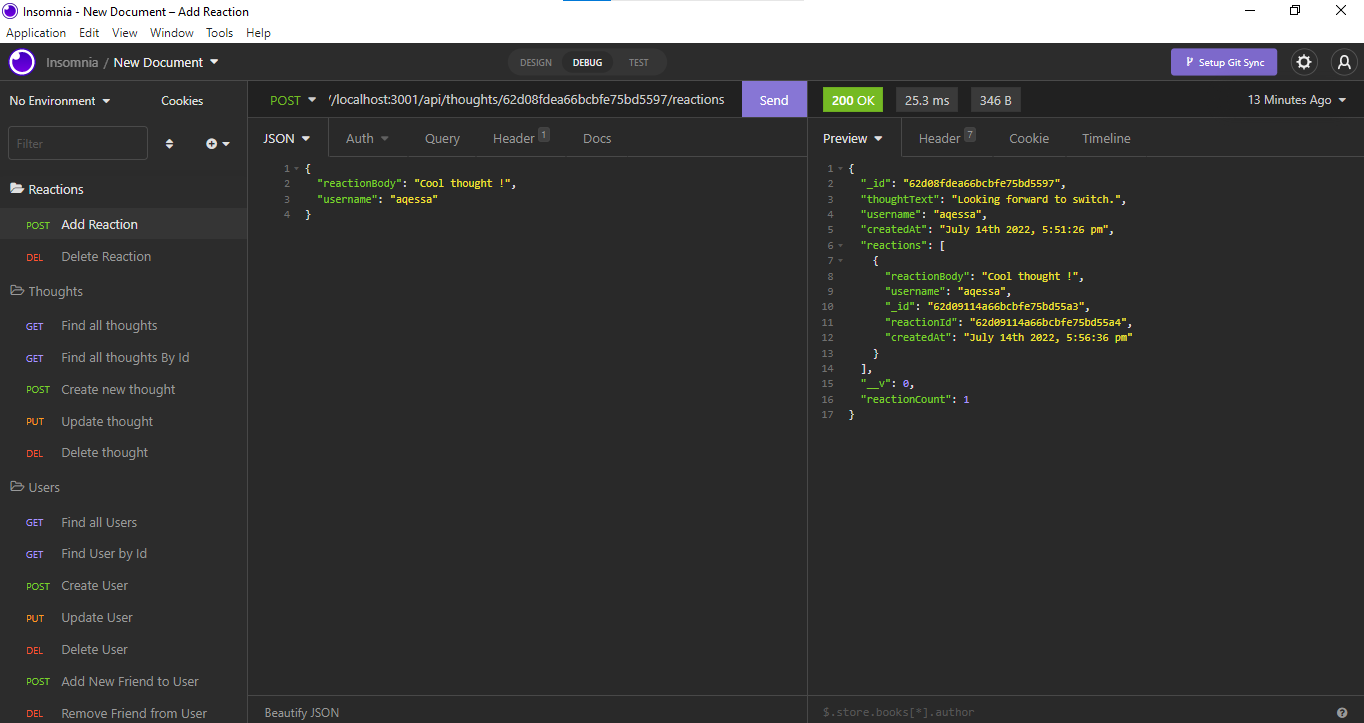 Insomnia - New Document – Add Reaction
Application Edit View Window Tools Help
Insomnia / New Document
DESIGN DEBUG TEST
Setup Git Sync
No Environment Cookies
Filter
Reactions
POST Add Reaction
DEL Delete Reaction
Thoughts
GET Find all thoughts
GET Find all thoughts By Id
POST Create new thought
PUT Update thought
DEL Delete thought
Users
GET Find all Users
GET Find User by Id
POST Create User
PUT Update User
DEL Delete User
POST Add New Friend to User
DEL Remove Friend from User
POST //localhost:3001/api/thoughts/62d08fdea66bcbfe75bd5597/reactions Send
JSON Auth Query Header 1 Docs
1 {
2 "reactionBody": "Cool thought !",
3 "username": "aqessa"
4 }
Beautify JSON
200 OK 25.3 ms 346 B 13 Minutes Ago
Preview Header 7 Cookie Timeline
1 {
2 "_id": "62d08fdea66bcbfe75bd5597",
3 "thoughtText": "Looking forward to switch.",
4 "username": "aqessa",
5 "createdAt": "July 14th 2022, 5:51:26 pm",
6 "reactions": [
7 {
8 "reactionBody": "Cool thought !",
9 "username": "aqessa",
10 "_id": "62d09114a66bcbfe75bd55a3",
11 "reactionId": "62d09114a66bcbfe75bd55a4",
12 "createdAt": "July 14th 2022, 5:56:36 pm"
13 }
14 ],
15 "__v": 0,
16 "reactionCount": 1
17 }
$.store.books[*].author